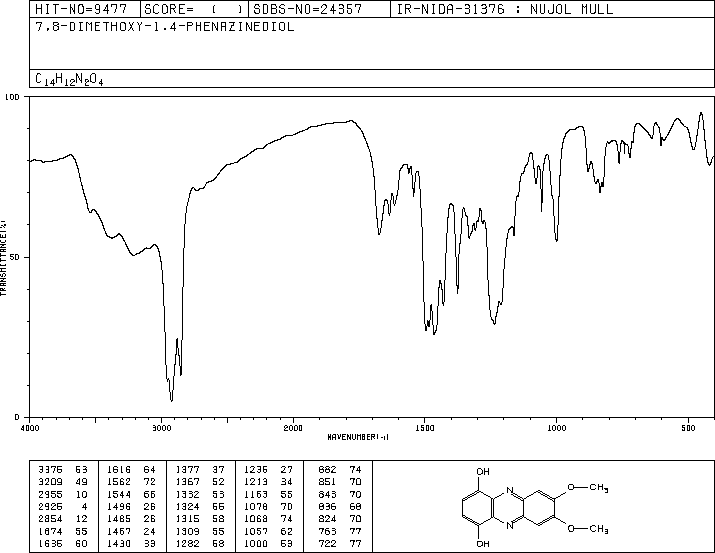 HIT-NO=9477 SCORE= ( ) SDBS-NO=24357 IR-NIDA-31376 : NUJOL MULL
7,8-DIMETHOXY-1,4-PHENAZINEDIOL
C14H12N2O4
100
TRANSMITTANCE(%)
50
0
4000 3000 2000 1500 1000 500
WAVENUMBER(-1)
3375 53 1616 64 1377 37 1236 27 882 74
3209 49 1562 72 1367 52 1213 34 851 70
2955 10 1544 66 1332 53 1163 55 843 70
2925 4 1496 26 1324 55 1078 70 836 68
2854 12 1485 26 1315 58 1068 74 824 70
1674 55 1467 24 1309 55 1057 62 763 77
1635 60 1430 33 1282 58 1000 53 722 77
OH
N
O—CH3
N
O—CH3
OH